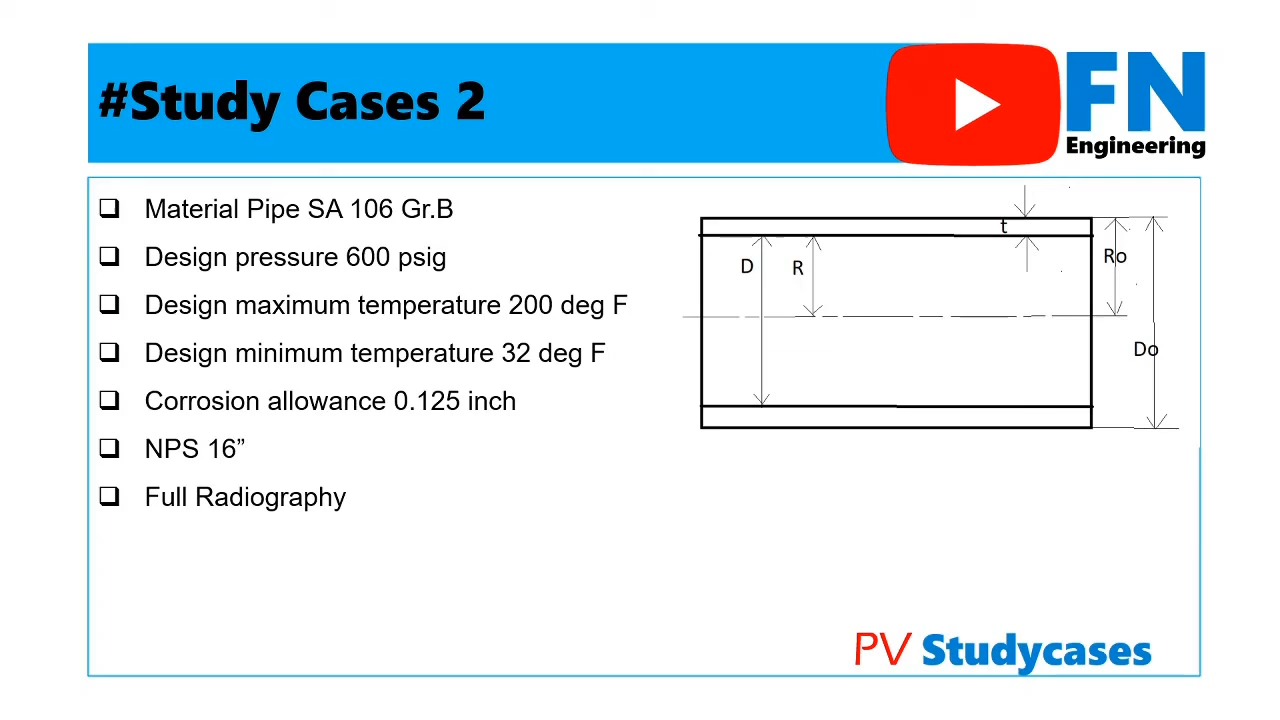 #Study Cases 2
FN
Engineering
Material Pipe SA 106 Gr.B
Design pressure 600 psig
Design maximum temperature 200 deg F
Design minimum temperature 32 deg F
Corrosion allowance 0.125 inch
NPS 16”
Full Radiography
t
D
R
Ro
Do
PV Studycases